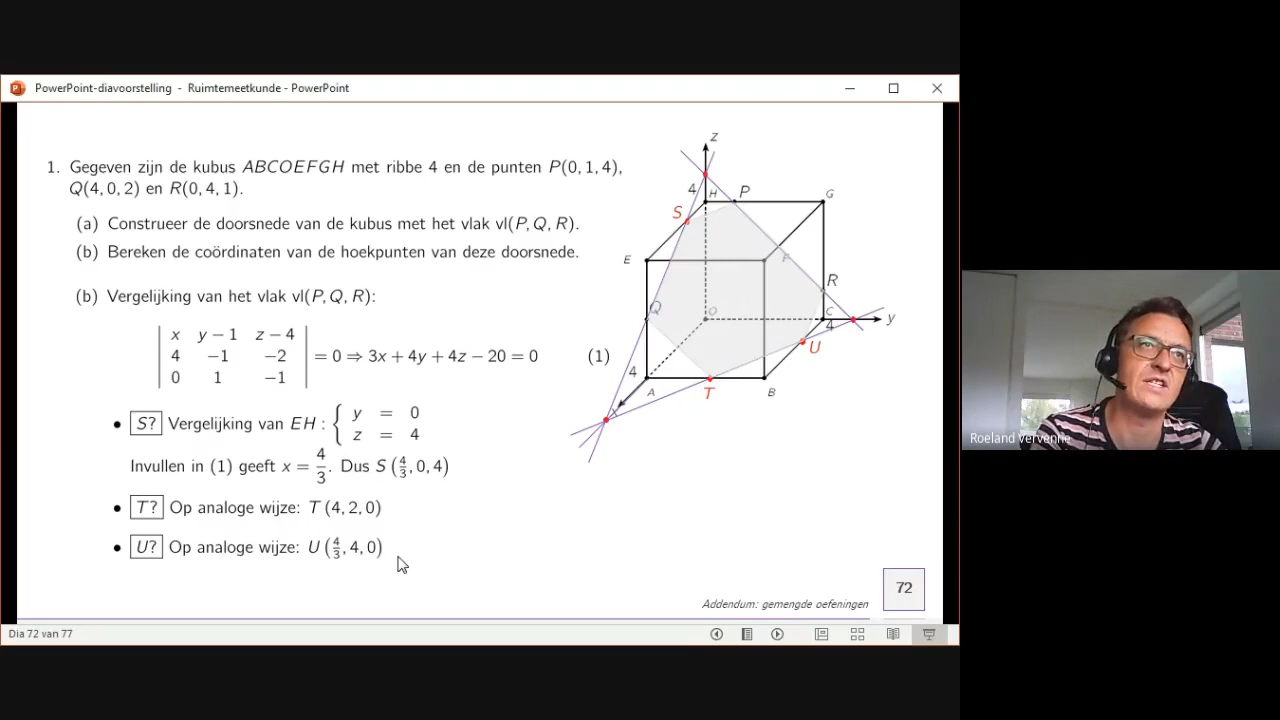 PowerPoint-diavoorstelling - Ruimtemeetkunde - PowerPoint
1. Gegeven zijn de kubus ABCOEFGH met ribbe 4 en de punten P(0, 1, 4),
Q(4, 0, 2) en R(0, 4, 1).
(a) Construeer de doorsnede van de kubus met het vlak vl(P, Q, R).
(b) Bereken de coördinaten van de hoekpunten van deze doorsnede.
(b) Vergelijking van het vlak vl(P, Q, R):
| x y − 1 z − 4 |
| 4 −1 −2 | = 0 ⇒ 3x + 4y + 4z − 20 = 0 (1)
| 0 1 −1 |
• S? Vergelijking van EH : { y = 0
z = 4
Invullen in (1) geeft x = 4/3. Dus S (4/3, 0, 4)
• T? Op analoge wijze: T (4, 2, 0)
• U? Op analoge wijze: U (4/3, 4, 0)
z
4
H
P
G
S
E
F
R
Q
O
C
4
y
U
4
A
T
B
x
72
Addendum: gemengde oefeningen
Dia 72 van 77
Roeland Vervenne